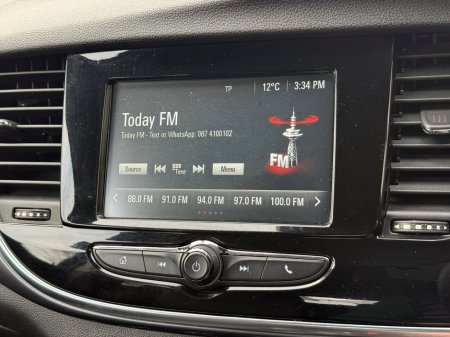 TP 12°C 3:34 PM
Today FM
Today FM - Text or WhatsApp: 087 4100102
Source Tune Menu
FM
88.0 FM 91.0 FM 94.0 FM 97.0 FM 100.0 FM